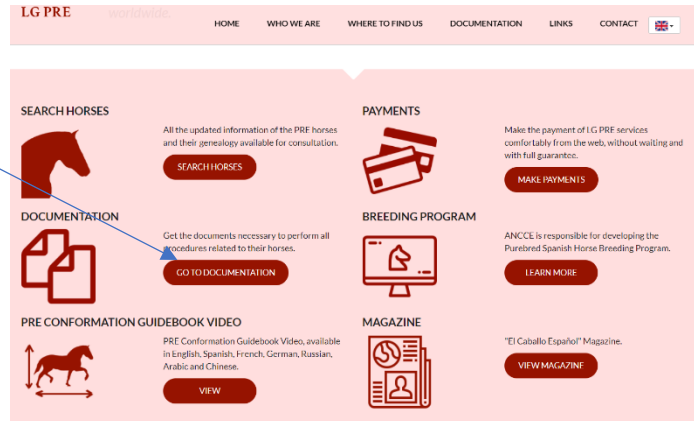 LG PRE
worldwide.
HOME WHO WE ARE WHERE TO FIND US DOCUMENTATION LINKS CONTACT
SEARCH HORSES
All the updated information of the PRE horses
and their genealogy available for consultation.
SEARCH HORSES
PAYMENTS
Make the payment of LG PRE services
comfortably from the web, without waiting and
with full guarantee.
MAKE PAYMENTS
DOCUMENTATION
Get the documents necessary to perform all
procedures related to their horses.
GO TO DOCUMENTATION
BREEDING PROGRAM
ANCCE is responsible for developing the
Purebred Spanish Horse Breeding Program.
LEARN MORE
PRE CONFORMATION GUIDEBOOK VIDEO
PRE Conformation Guidebook Video, available
in English, Spanish, French, German, Russian,
Arabic and Chinese.
VIEW
MAGAZINE
"El Caballo Español" Magazine.
VIEW MAGAZINE